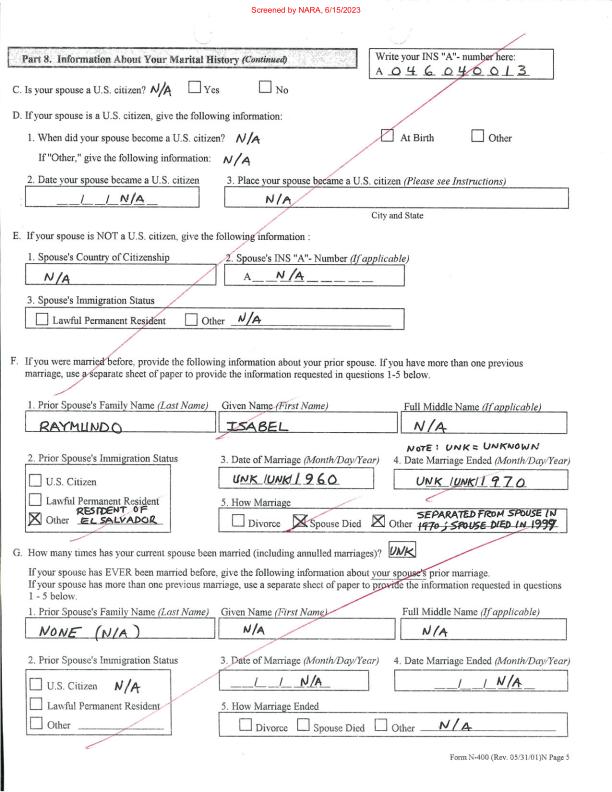 Screened by NARA, 6/15/2023
Part 8. Information About Your Marital History (Continued)
Write your INS "A"- number here:
A 0 4 6 0 4 0 0 1 3
C. Is your spouse a U.S. citizen? N/A Yes No
D. If your spouse is a U.S. citizen, give the following information:
1. When did your spouse become a U.S. citizen? N/A At Birth Other
If "Other," give the following information: N/A
2. Date your spouse became a U.S. citizen 3. Place your spouse became a U.S. citizen (Please see Instructions)
__/__/ N/A N/A
City and State
E. If your spouse is NOT a U.S. citizen, give the following information :
1. Spouse's Country of Citizenship 2. Spouse's INS "A"- Number (If applicable)
N/A A__ N/A _____
3. Spouse's Immigration Status
Lawful Permanent Resident Other N/A
F. If you were married before, provide the following information about your prior spouse. If you have more than one previous
marriage, use a separate sheet of paper to provide the information requested in questions 1-5 below.
1. Prior Spouse's Family Name (Last Name) Given Name (First Name) Full Middle Name (If applicable)
RAYMUNDO ISABEL N/A
NOTE: UNK = UNKNOWN
2. Prior Spouse's Immigration Status 3. Date of Marriage (Month/Day/Year) 4. Date Marriage Ended (Month/Day/Year)
U.S. Citizen UNK/UNK/1960 UNK/UNK/1970
Lawful Permanent Resident 5. How Marriage
RESIDENT OF SEPARATED FROM SPOUSE IN
Other EL SALVADOR Divorce Spouse Died Other 1970; SPOUSE DIED IN 1999
G. How many times has your current spouse been married (including annulled marriages)? UNK
If your spouse has EVER been married before, give the following information about your spouse's prior marriage.
If your spouse has more than one previous marriage, use a separate sheet of paper to provide the information requested in questions
1 - 5 below.
1. Prior Spouse's Family Name (Last Name) Given Name (First Name) Full Middle Name (If applicable)
NONE (N/A) N/A N/A
2. Prior Spouse's Immigration Status 3. Date of Marriage (Month/Day/Year) 4. Date Marriage Ended (Month/Day/Year)
U.S. Citizen N/A __/__/ N/A __/__/ N/A
Lawful Permanent Resident 5. How Marriage Ended
Other Divorce Spouse Died Other N/A
Form N-400 (Rev. 05/31/01)N Page 5